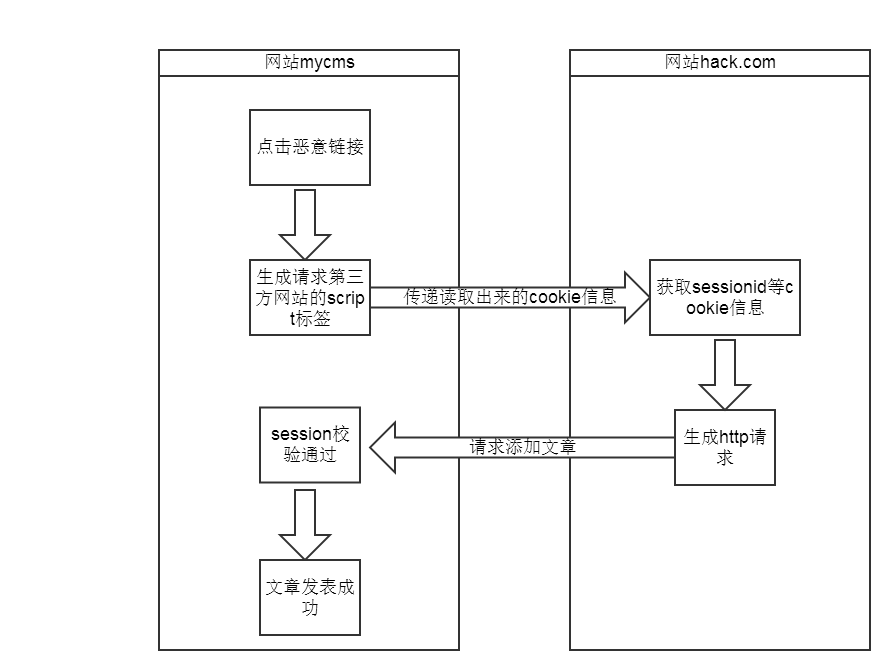 网站mycms
网站hack.com
点击恶意链接
生成请求第三
方网站的scrip
t标签
传递读取出来的cookie信息
获取sessionid等c
ookie信息
session校
验通过
请求添加文章
生成http请
求
文章发表成
功